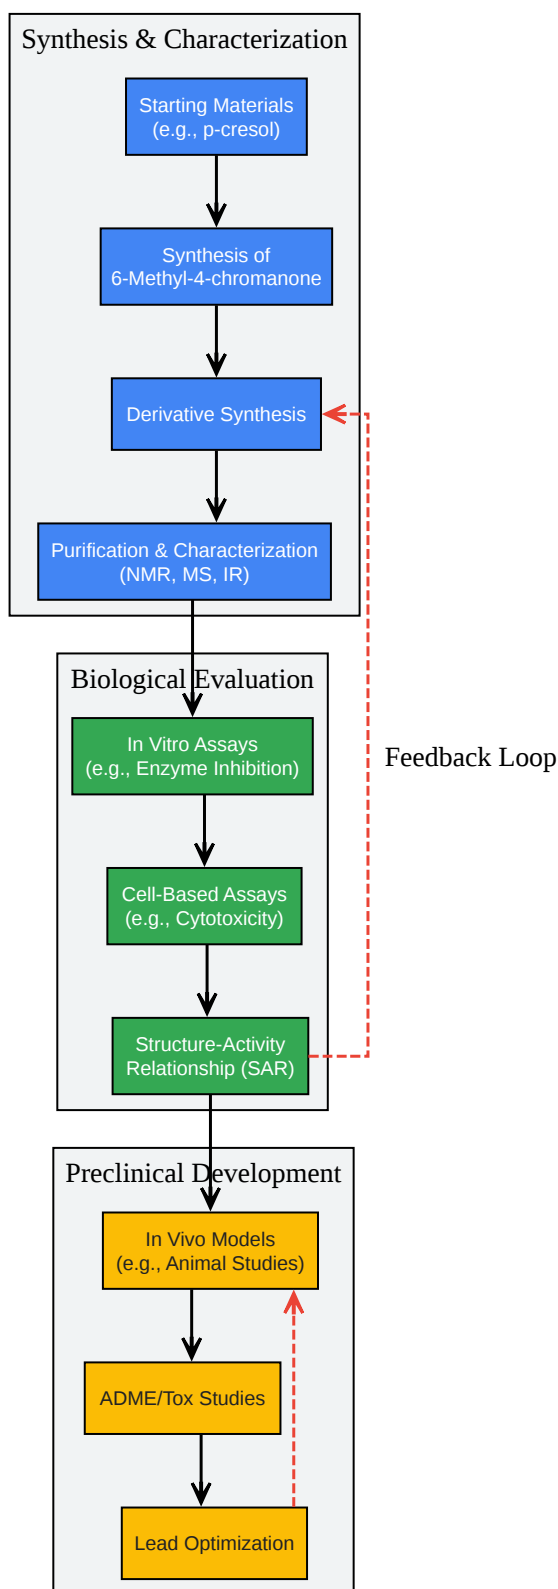 Synthesis & Characterization
Starting Materials
(e.g., p-cresol)
Synthesis of
6-Methyl-4-chromanone
Derivative Synthesis
Purification & Characterization
(NMR, MS, IR)
Biological Evaluation
In Vitro Assays
(e.g., Enzyme Inhibition)
Feedback Loop
Cell-Based Assays
(e.g., Cytotoxicity)
Structure-Activity
Relationship (SAR)
Preclinical Development
In Vivo Models
(e.g., Animal Studies)
ADME/Tox Studies
Lead Optimization